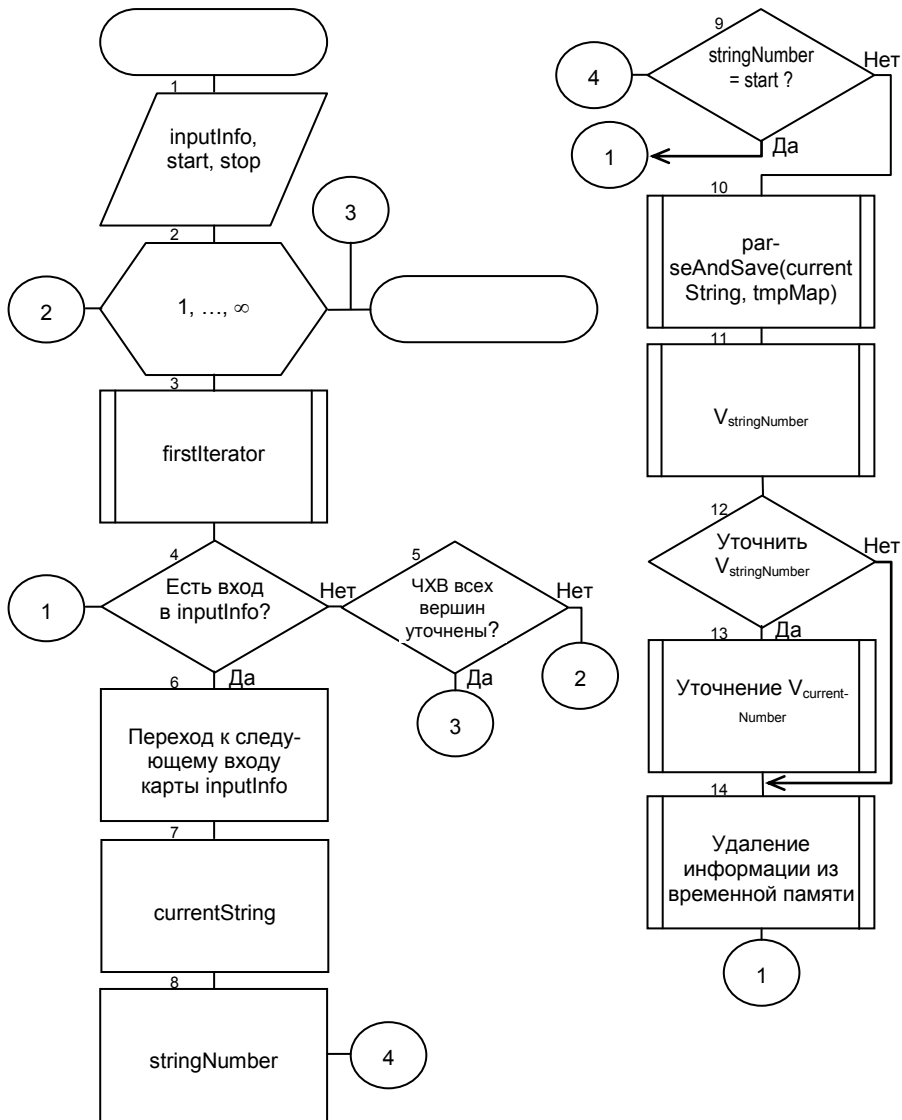 1
inputInfo,
start, stop
2
3
2
1, …, ∞
3
firstIterator
4
1
Есть вход
в inputInfo?
Нет
Да
5
ЧХВ всех
вершин
уточнены?
Нет
2
Да
3
6
Переход к следу-
ющему входу
карты inputInfo
7
currentString
8
stringNumber
4
9
4
stringNumber
= start ?
Нет
Да
1
10
par-
seAndSave(current
String, tmpMap)
11
VstringNumber
12
Уточнить
VstringNumber
Нет
Да
13
Уточнение Vcurrent-
Number
14
Удаление
информации из
временной памяти
1